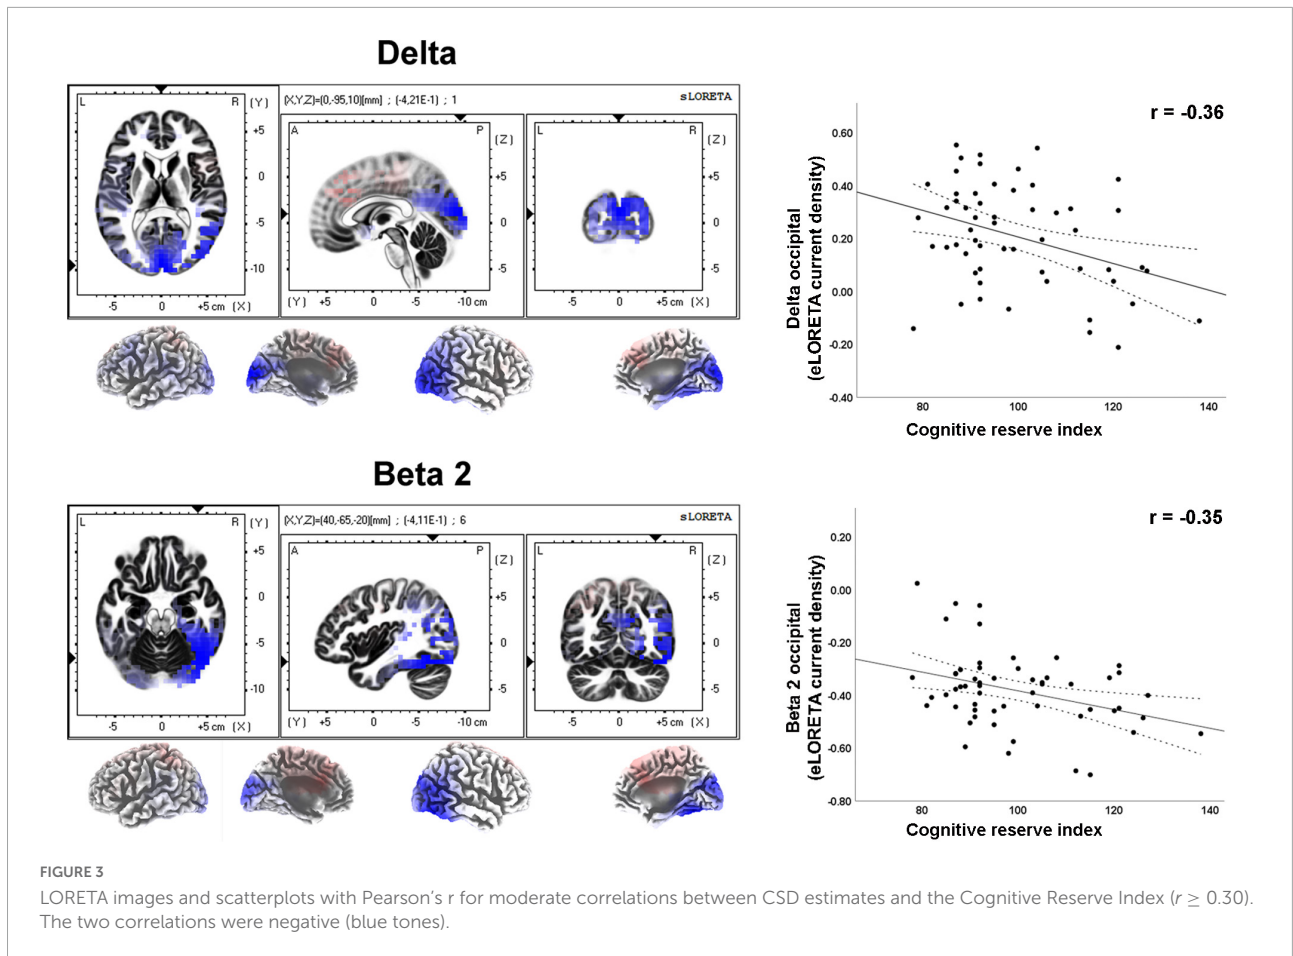 Delta
L R (Y)
(X,Y,Z)=(0,-95,10)[mm] ; (-4,21E-1) ; 1
sLORETA
+5
0
-5
-10
-5 0 +5 cm (X)
A P (Z)
+5
0
-5
(Y) +5 0 -5 -10 cm
L R (Z)
+5
0
-5
-5 0 +5 cm (X)
r = -0.36
Delta occipital
(eLORETA current density)
0.60
0.40
0.20
0.00
-0.20
-0.40
80 100 120 140
Cognitive reserve index
Beta 2
L R (Y)
(X,Y,Z)=(40,-65,-20)[mm] ; (-4,11E-1) ; 6
sLORETA
+5
0
-5
-10
-5 0 +5 cm (X)
A P (Z)
+5
0
-5
(Y) +5 0 -5 -10 cm
L R (Z)
+5
0
-5
-5 0 +5 cm (X)
r = -0.35
Beta 2 occipital
(eLORETA current density)
0.20
0.00
-0.20
-0.40
-0.60
-0.80
80 100 120 140
Cognitive reserve index
FIGURE 3
LORETA images and scatterplots with Pearson’s r for moderate correlations between CSD estimates and the Cognitive Reserve Index (r ≥ 0.30).
The two correlations were negative (blue tones).